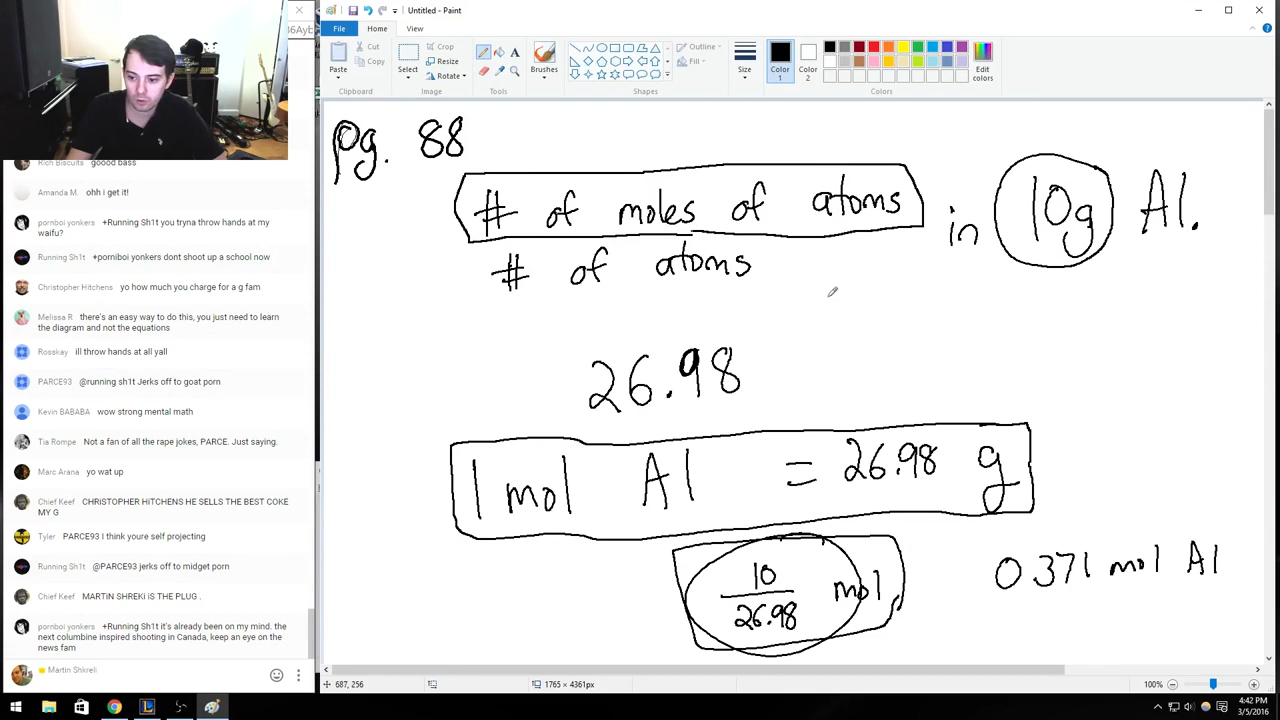 36Ayb
Untitled - Paint
File
Home
View
Paste
Cut
Copy
Clipboard
Select
Crop
Resize
Rotate
Image
A
Tools
Brushes
Shapes
Outline
Fill
Size
Color 1
Color 2
Edit colors
Colors
Rich Biscuits goood bass
Amanda M. ohh i get it!
pornboi yonkers +Running Sh1t you tryna throw hands at my
waifu?
Running Sh1t +porniboi yonkers dont shoot up a school now
Christopher Hitchens yo how much you charge for a g fam
Melissa R there's an easy way to do this, you just need to learn
the diagram and not the equations
Rosskay ill throw hands at all yall
PARCE93 @running sh1t Jerks off to goat porn
Kevin BABABA wow strong mental math
Tia Rompe Not a fan of all the rape jokes, PARCE. Just saying.
Marc Arana yo wat up
Chief Keef CHRISTOPHER HiTCHENS HE SELLS THE BEST COKE
MY G
Tyler PARCE93 I think youre self projecting
Running Sh1t @PARCE93 jerks off to midget porn
Chief Keef MARTIN SHREKi iS THE PLUG .
pornboi yonkers +Running Sh1t it's already been on my mind. the
next columbine inspired shooting in Canada, keep an eye on the
news fam
Martin Shkreli
pg. 88
# of moles of atoms in 10g Al.
# of atoms
26.98
1 mol Al = 26.98 g
10
26.98
mol
0.371 mol Al
687, 256
1765 × 4361px
100%
4:42 PM
3/5/2016